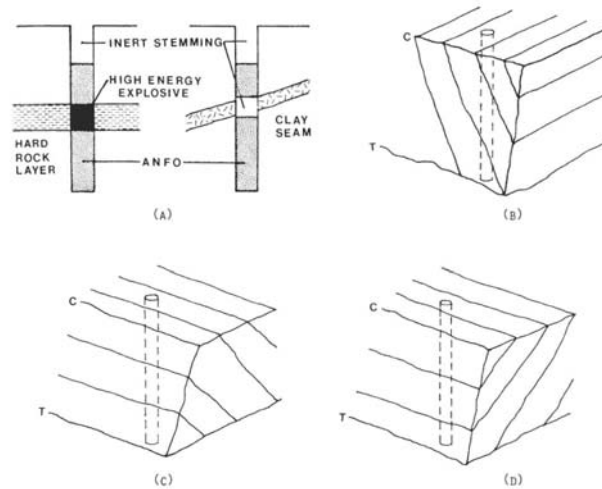 INERT STEMMING
HIGH ENERGY
EXPLOSIVE
HARD
ROCK
LAYER
ANFO
CLAY
SEAM
(A)
C
T
(B)
C
T
(C)
C
T
(D)